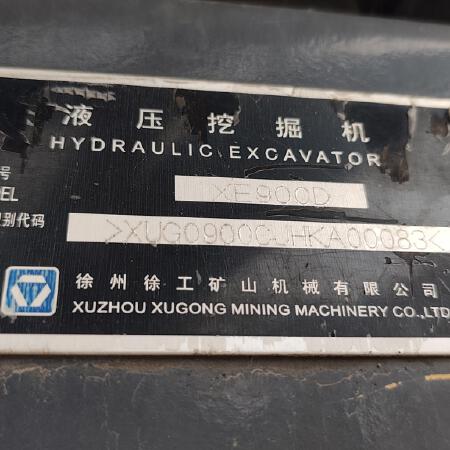 液压挖掘机
HYDRAULIC EXCAVATOR
号
DEL XE900D
别代码 >XUG0900CJHKA00083<
徐州徐工矿山机械有限公司
XUZHOU XUGONG MINING MACHINERY CO.,LTD